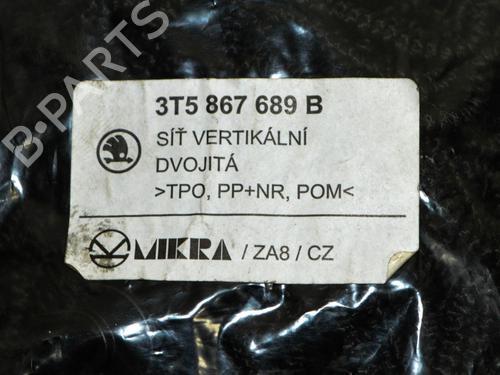 B-PARTS
3T5 867 689 B
SÍŤ VERTIKÁLNÍ
DVOJITÁ
>TPO, PP+NR, POM<
MIKRA / ZA8 / CZ